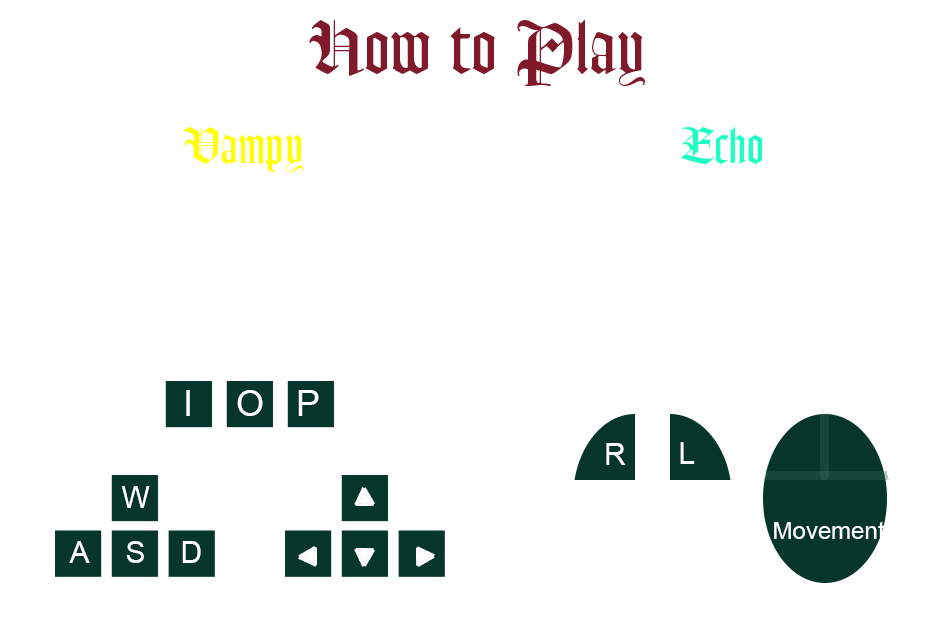 How to Play
Vampy Echo
I O P
R L
W
A S D
Movement